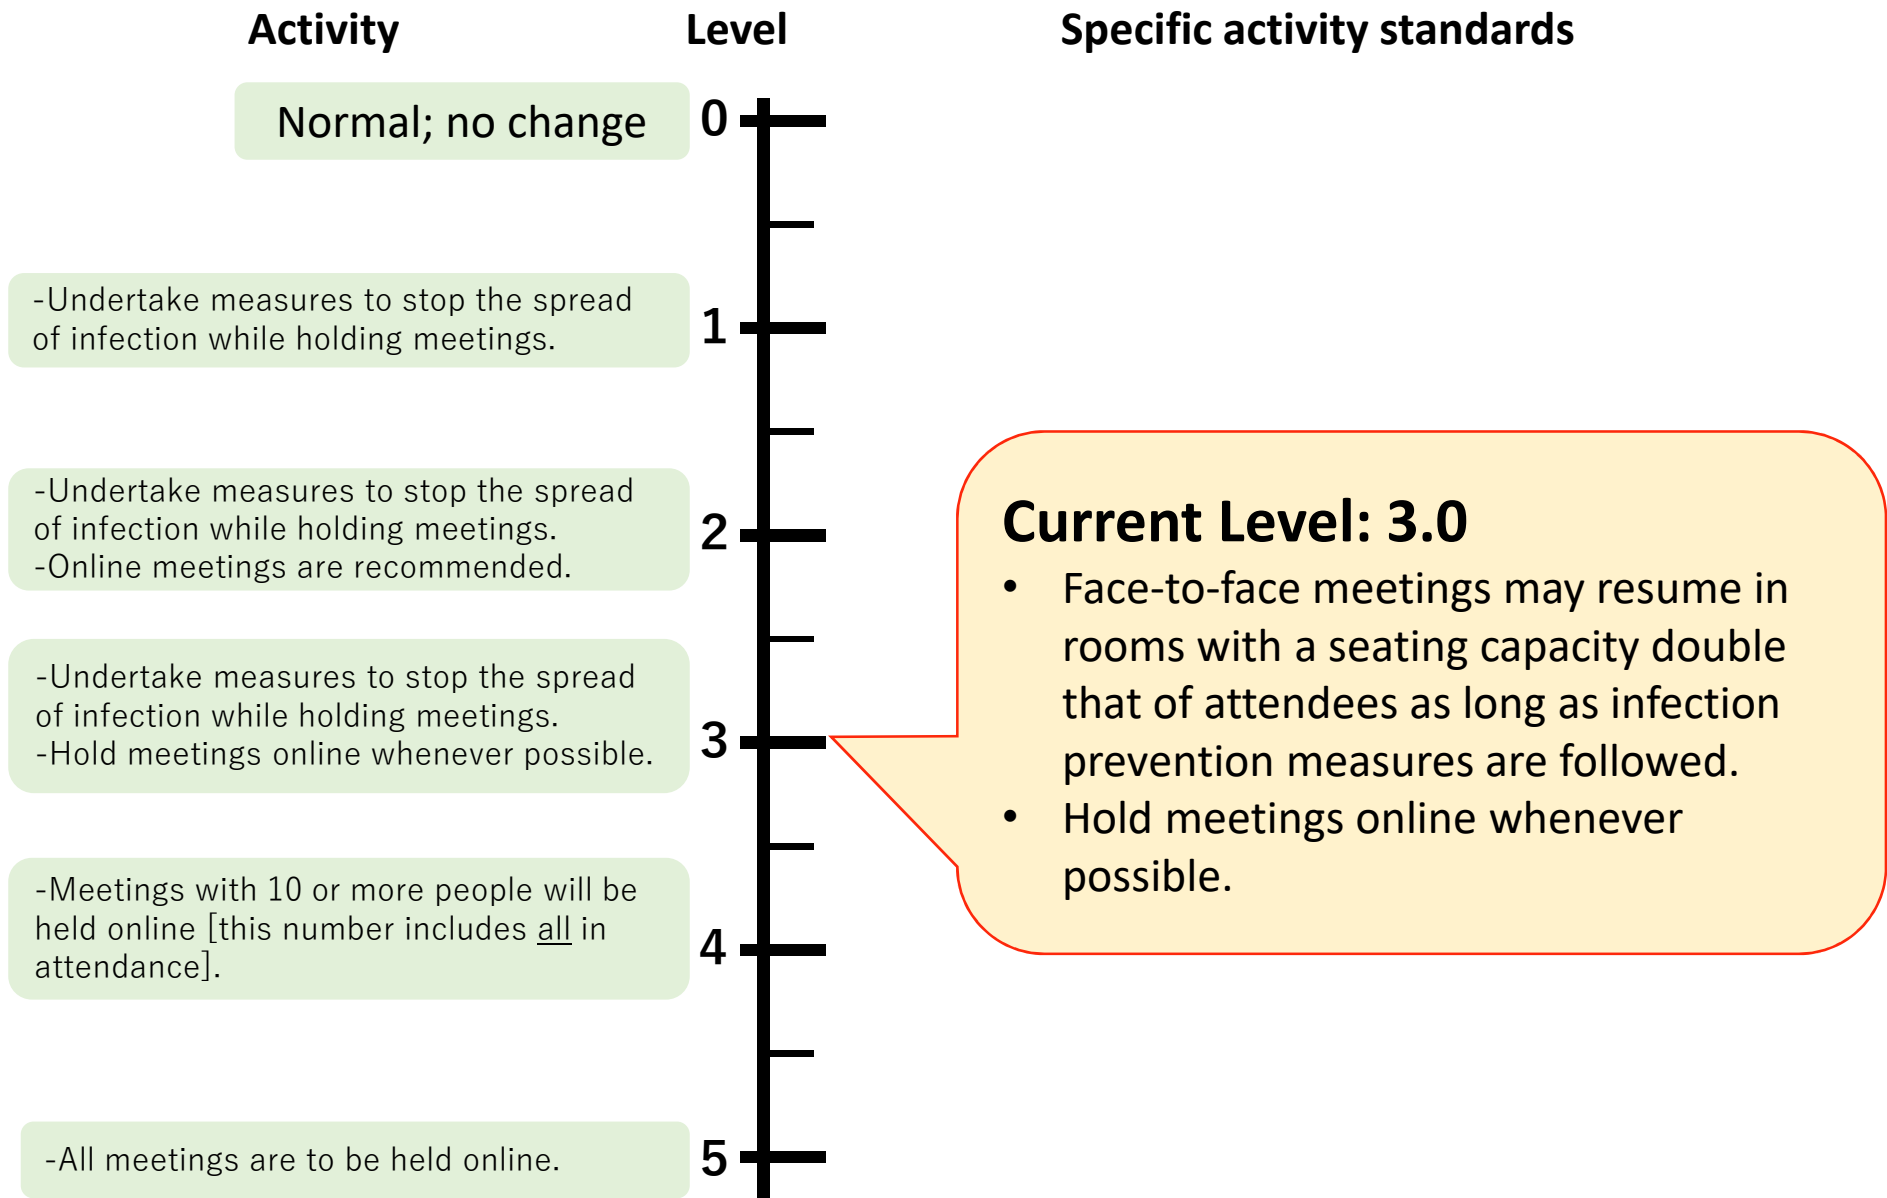 Activity Level Specific activity standards
Normal; no change
0
-Undertake measures to stop the spread
of infection while holding meetings.
1
-Undertake measures to stop the spread
of infection while holding meetings.
-Online meetings are recommended.
2
-Undertake measures to stop the spread
of infection while holding meetings.
-Hold meetings online whenever possible.
3
-Meetings with 10 or more people will be
held online [this number includes all in
attendance].
4
-All meetings are to be held online.
5
Current Level: 3.0
• Face-to-face meetings may resume in
rooms with a seating capacity double
that of attendees as long as infection
prevention measures are followed.
• Hold meetings online whenever
possible.